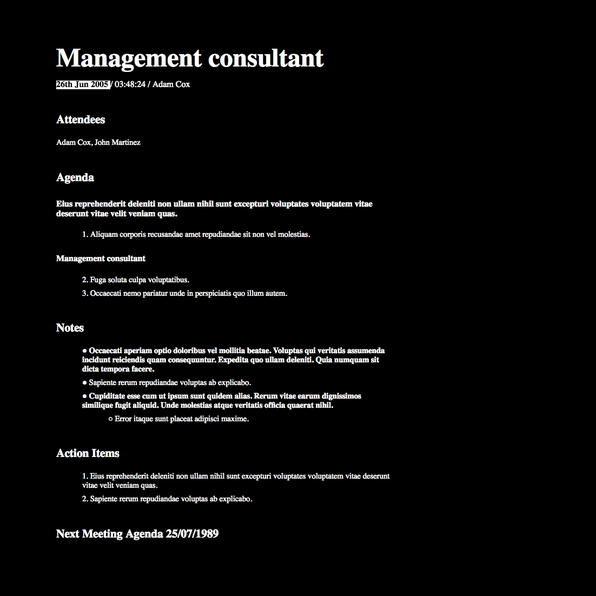 Management consultant
26th Jun 2005 / 03:48:24 / Adam Cox
Attendees
Adam Cox, John Martinez
Agenda
Eius reprehenderit deleniti non ullam nihil sunt excepturi voluptates voluptatem vitae
deserunt vitae velit veniam quas.
1. Aliquam corporis recusandae amet repudiandae sit non vel molestias.
Management consultant
2. Fuga soluta culpa voluptatibus.
3. Occaecati nemo pariatur unde in perspiciatis quo illum autem.
Notes
● Occaecati aperiam optio doloribus vel mollitia beatae. Voluptas qui veritatis assumenda
incidunt reiciendis quam consequuntur. Expedita quo ullam deleniti. Quia numquam sit
dicta tempora facere.
● Sapiente rerum repudiandae voluptas ab explicabo.
● Cupiditate esse cum ut ipsum sunt quidem alias. Rerum vitae earum dignissimos
similique fugit aliquid. Unde molestias atque veritatis officia quaerat nihil.
○ Error itaque sunt placeat adipisci maxime.
Action Items
1. Eius reprehenderit deleniti non ullam nihil sunt excepturi voluptates voluptatem vitae deserunt
vitae velit veniam quas.
2. Sapiente rerum repudiandae voluptas ab explicabo.
Next Meeting Agenda 25/07/1989